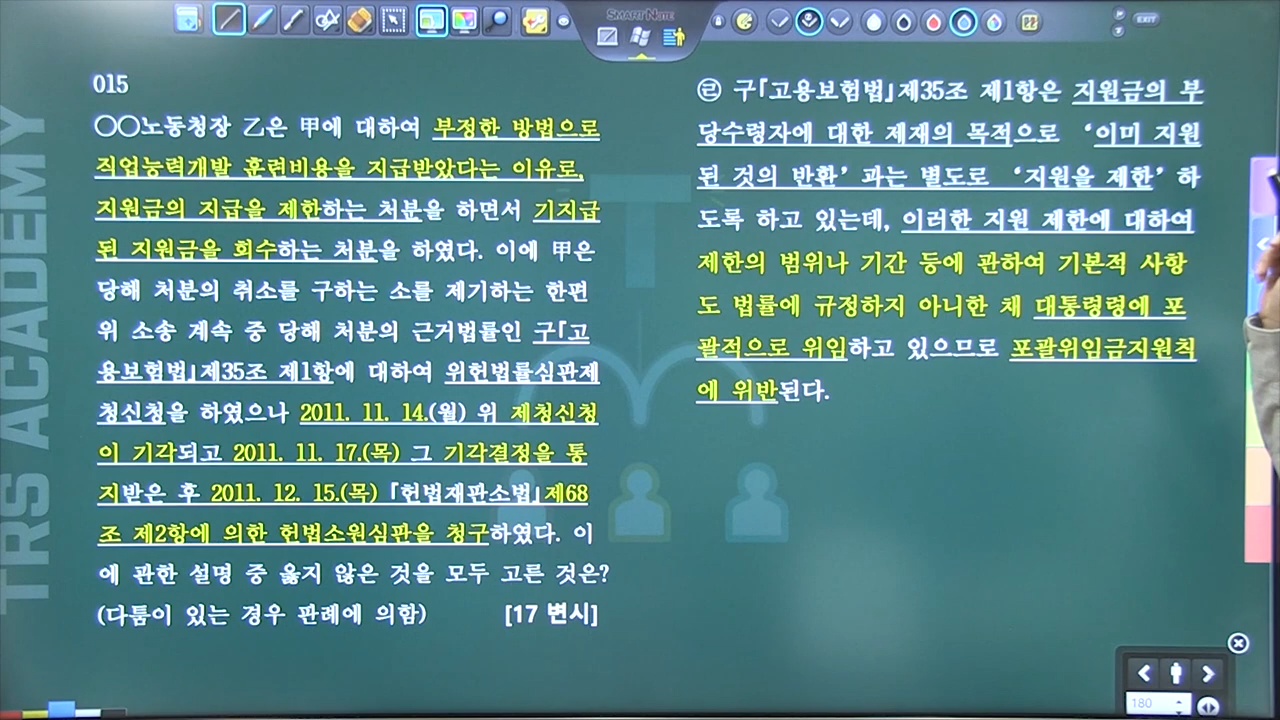 SMART NOTE
EXIT
TRS ACADEMY
015
〇〇노동청장 乙은 甲에 대하여 부정한 방법으로
직업능력개발 훈련비용을 지급받았다는 이유로,
지원금의 지급을 제한하는 처분을 하면서 기지급
된 지원금을 회수하는 처분을 하였다. 이에 甲은
당해 처분의 취소를 구하는 소를 제기하는 한편
위 소송 계속 중 당해 처분의 근거법률인 구「고
용보험법」제35조 제1항에 대하여 위헌법률심판제
청신청을 하였으나 2011. 11. 14.(월) 위 제청신청
이 기각되고 2011. 11. 17.(목) 그 기각결정을 통
지받은 후 2011. 12. 15.(목)「헌법재판소법」제68
조 제2항에 의한 헌법소원심판을 청구하였다. 이
에 관한 설명 중 옳지 않은 것을 모두 고른 것은?
(다툼이 있는 경우 판례에 의함) [17 변시]
㉣ 구「고용보험법」제35조 제1항은 지원금의 부
당수령자에 대한 제재의 목적으로 ‘이미 지원
된 것의 반환’ 과는 별도로 ‘지원을 제한’ 하
도록 하고 있는데, 이러한 지원 제한에 대하여
제한의 범위나 기간 등에 관하여 기본적 사항
도 법률에 규정하지 아니한 채 대통령령에 포
괄적으로 위임하고 있으므로 포괄위임금지원칙
에 위반된다.
180